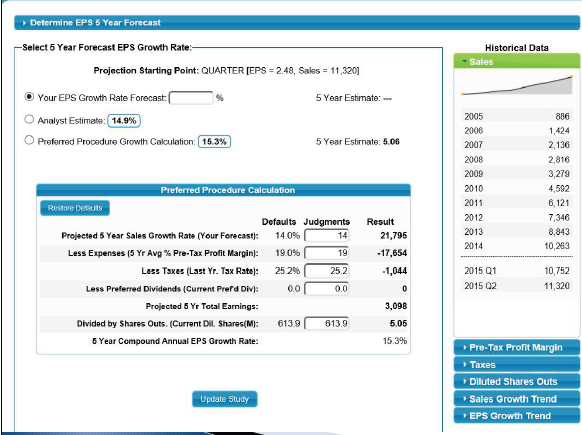 Determine EPS 5 Year Forecast
Select 5 Year Forecast EPS Growth Rate:
Projection Starting Point: QUARTER [EPS = 2.48, Sales = 11,320]
Your EPS Growth Rate Forecast: % 5 Year Estimate: ---
Analyst Estimate: 14.9%
Preferred Procedure Growth Calculation: 15.3% 5 Year Estimate: 5.06
Preferred Procedure Calculation
Restore Defaults
Defaults Judgments Result
Projected 5 Year Sales Growth Rate (Your Forecast): 14.0% 14 21,795
Less Expenses (5 Yr Avg % Pre-Tax Profit Margin): 19.0% 19 -17,654
Less Taxes (Last Yr. Tax Rate): 25.2% 25.2 -1,044
Less Preferred Dividends (Current Pref'd Div): 0.0 0.0 0
Projected 5 Yr Total Earnings: 3,098
Divided by Shares Outs. (Current Dil. Shares(M): 613.9 613.9 5.05
5 Year Compound Annual EPS Growth Rate: 15.3%
Update Study
Historical Data
Sales
2005 886
2006 1,424
2007 2,136
2008 2,816
2009 3,279
2010 4,592
2011 6,121
2012 7,346
2013 8,843
2014 10,263
2015 Q1 10,752
2015 Q2 11,320
Pre-Tax Profit Margin
Taxes
Diluted Shares Outs
Sales Growth Trend
EPS Growth Trend